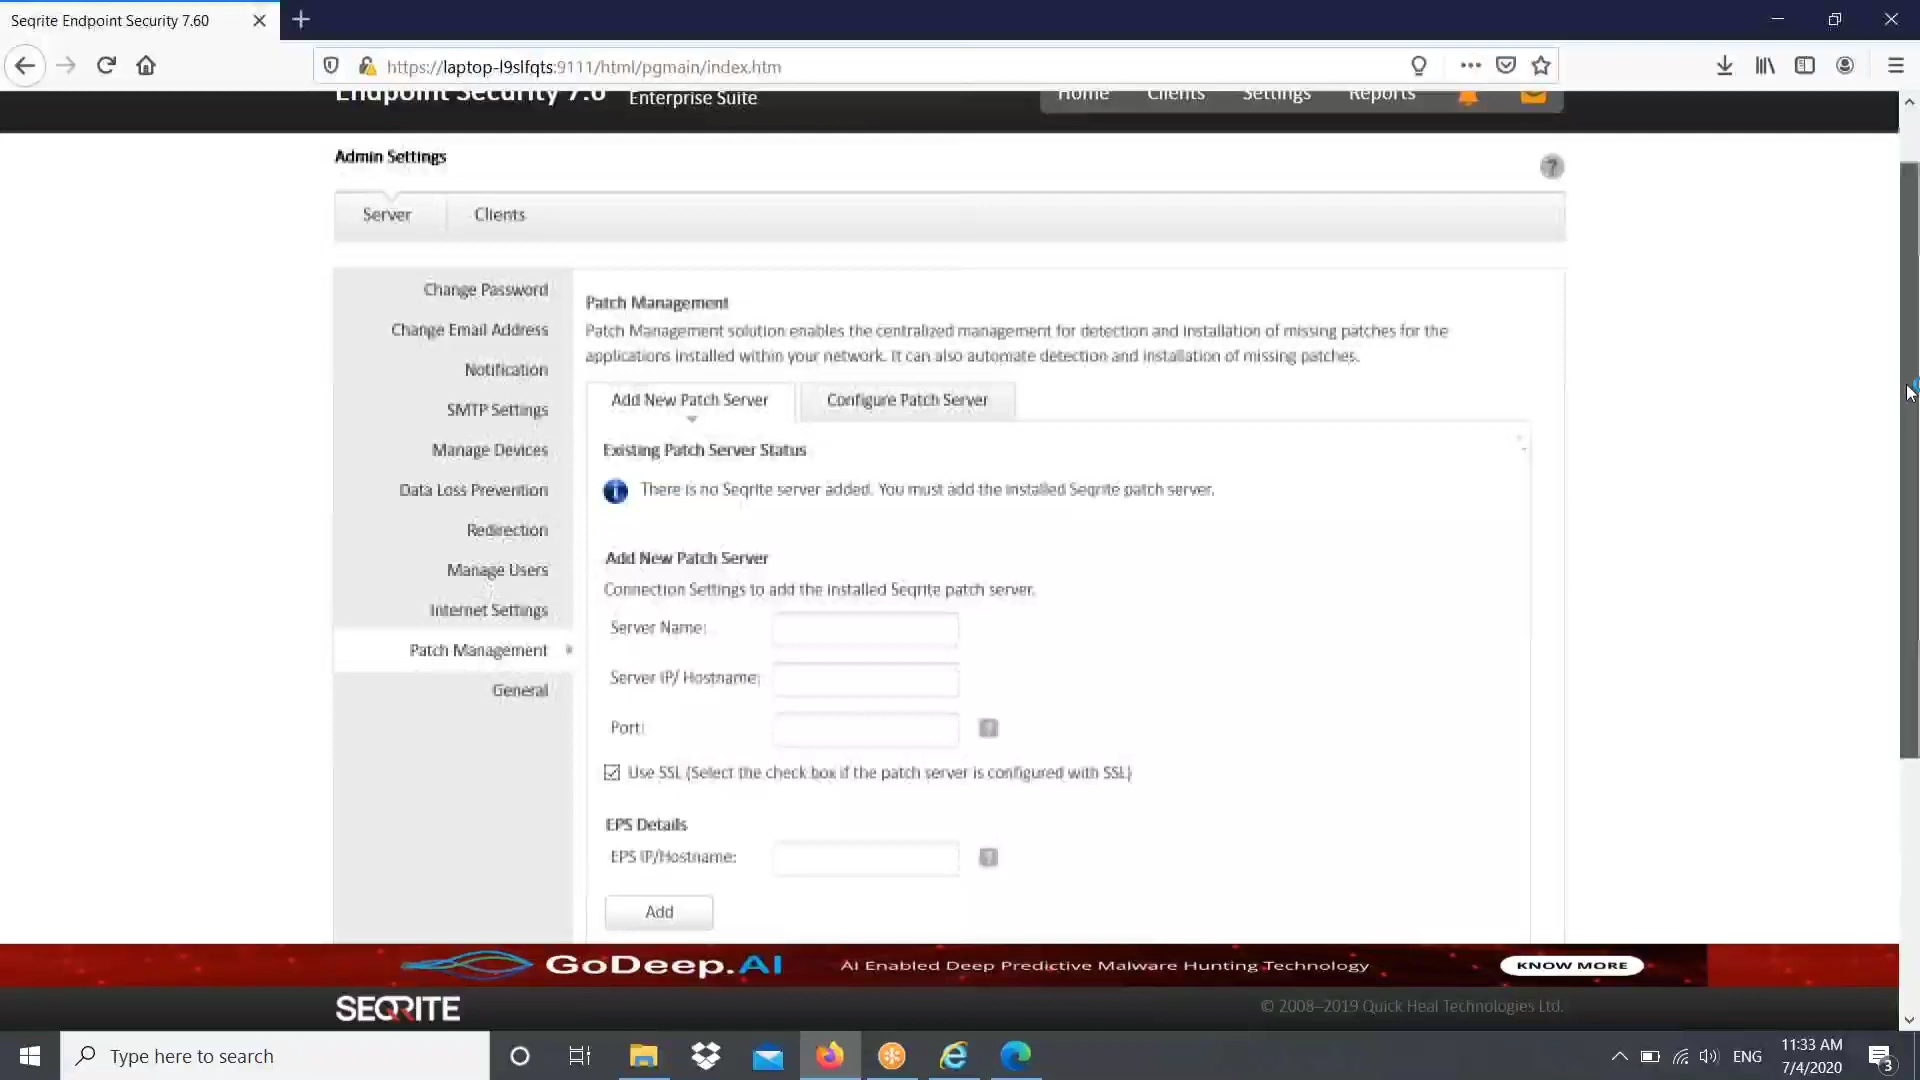 Seqrite Endpoint Security 7.60
https://laptop-l9slfqts:9111/html/pgmain/index.htm
Endpoint Security 7.6 Enterprise Suite
Home Clients Settings Reports
Admin Settings
Server Clients
Change Password
Change Email Address
Notification
SMTP Settings
Manage Devices
Data Loss Prevention
Redirection
Manage Users
Internet Settings
Patch Management
General
Patch Management
Patch Management solution enables the centralized management for detection and installation of missing patches for the
applications installed within your network. It can also automate detection and installation of missing patches.
Add New Patch Server Configure Patch Server
Existing Patch Server Status
There is no Seqrite server added. You must add the installed Seqrite patch server.
Add New Patch Server
Connection Settings to add the installed Seqrite patch server.
Server Name:
Server IP/ Hostname:
Port:
Use SSL (Select the check box if the patch server is configured with SSL)
EPS Details
EPS IP/Hostname:
Add
GoDeep.AI AI Enabled Deep Predictive Malware Hunting Technology KNOW MORE
SEQRITE © 2008–2019 Quick Heal Technologies Ltd.
Type here to search
ENG
11:33 AM
7/4/2020
3